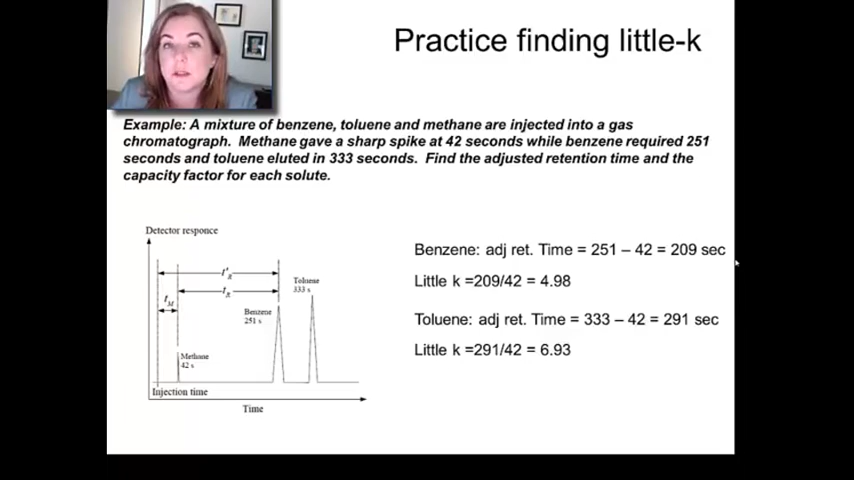 Practice finding little-k
Example: A mixture of benzene, toluene and methane are injected into a gas
chromatograph. Methane gave a sharp spike at 42 seconds while benzene required 251
seconds and toluene eluted in 333 seconds. Find the adjusted retention time and the
capacity factor for each solute.
Detector responce
t'R
tR
tM
Toluene
333 s
Benzene
251 s
Methane
42 s
Injection time
Time
Benzene: adj ret. Time = 251 – 42 = 209 sec
Little k =209/42 = 4.98
Toluene: adj ret. Time = 333 – 42 = 291 sec
Little k =291/42 = 6.93